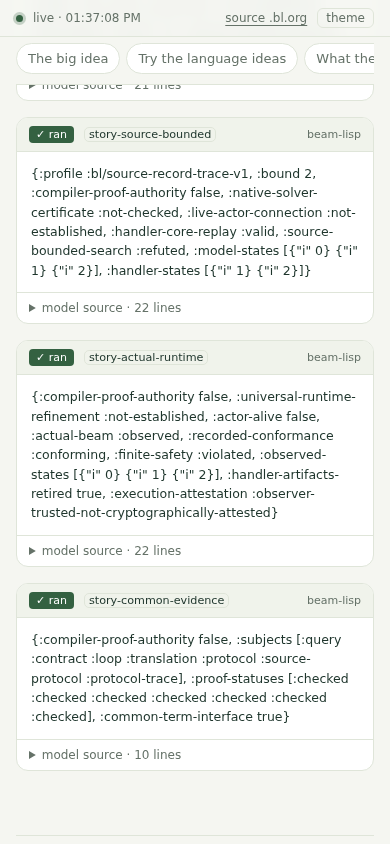 live · 01:37:08 PM
source .bl.org
theme
The big idea
Try the language ideas
What the
model source · 21 lines
✓ ran
story-source-bounded
beam-lisp
{:profile :bl/source-record-trace-v1, :bound 2,
:compiler-proof-authority false, :native-solver-
certificate :not-checked, :live-actor-connection :not-
established, :handler-core-replay :valid, :source-
bounded-search :refuted, :model-states [{"i" 0} {"i"
1} {"i" 2}], :handler-states [{"i" 1} {"i" 2}]}
model source · 22 lines
✓ ran
story-actual-runtime
beam-lisp
{:compiler-proof-authority false, :universal-runtime-
refinement :not-established, :actor-alive false,
:actual-beam :observed, :recorded-conformance
:conforming, :finite-safety :violated, :observed-
states [{"i" 0} {"i" 1} {"i" 2}], :handler-artifacts-
retired true, :execution-attestation :observer-
trusted-not-cryptographically-attested}
model source · 22 lines
✓ ran
story-common-evidence
beam-lisp
{:compiler-proof-authority false, :subjects [:query
:contract :loop :translation :protocol :source-
protocol :protocol-trace], :proof-statuses [:checked
:checked :checked :checked :checked :checked
:checked], :common-term-interface true}
model source · 10 lines